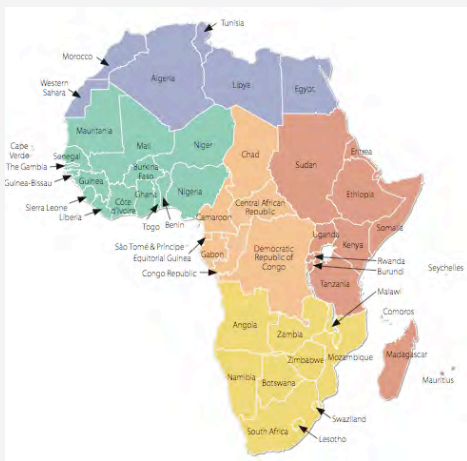 Tunisia
Morocco
Algeria
Libya
Egypt
Western
Sahara
Mauritania
Mali
Niger
Cape
Verde
Senegal
The Gambia
Guinea-Bissau
Guinea
Burkina
Faso
Sierra Leone
Liberia
Côte
d'Ivoire
Ghana
Togo
Benin
Nigeria
Chad
Sudan
Eritrea
Ethiopia
Somalia
Cameroon
Central African
Republic
São Tomé & Príncipe
Equitorial Guinea
Gabon
Congo Republic
Democratic
Republic of
Congo
Uganda
Kenya
Rwanda
Burundi
Tanzania
Seychelles
Malawi
Comoros
Angola
Zambia
Mozambique
Madagascar
Mauritius
Zimbabwe
Namibia
Botswana
Swaziland
South Africa
Lesotho